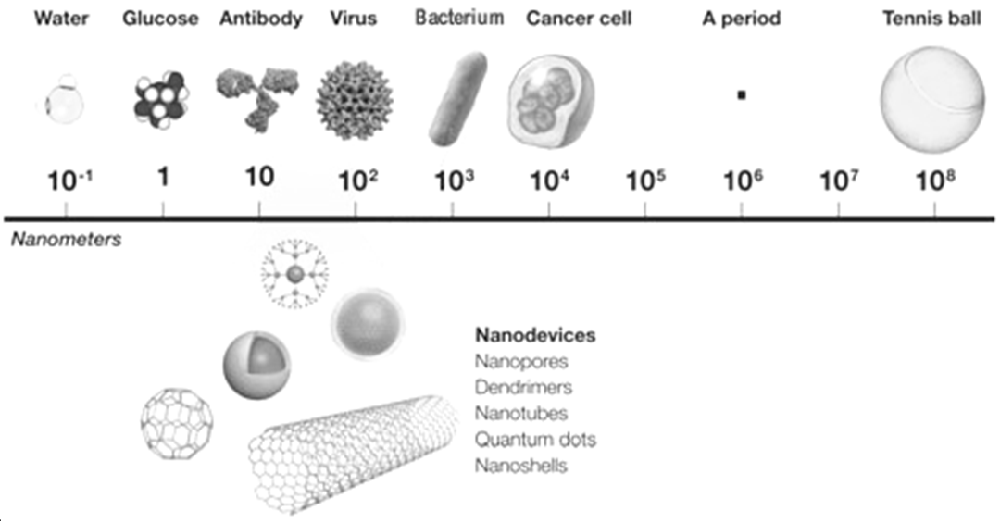 Water Glucose Antibody Virus Bacterium Cancer cell A period Tennis ball
10⁻¹ 1 10 10² 10³ 10⁴ 10⁵ 10⁶ 10⁷ 10⁸
Nanometers
Nanodevices
Nanopores
Dendrimers
Nanotubes
Quantum dots
Nanoshells